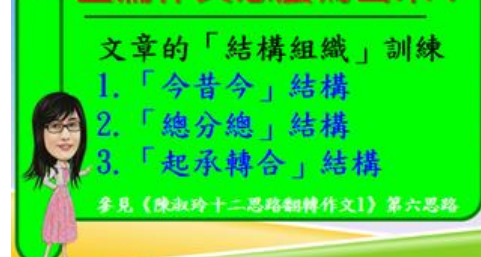 文章的「結構組織」訓練
1.「今昔今」結構
2.「總分總」結構
3.「起承轉合」結構
參見《陳淑玲十二思路翻轉作文1》第六思路